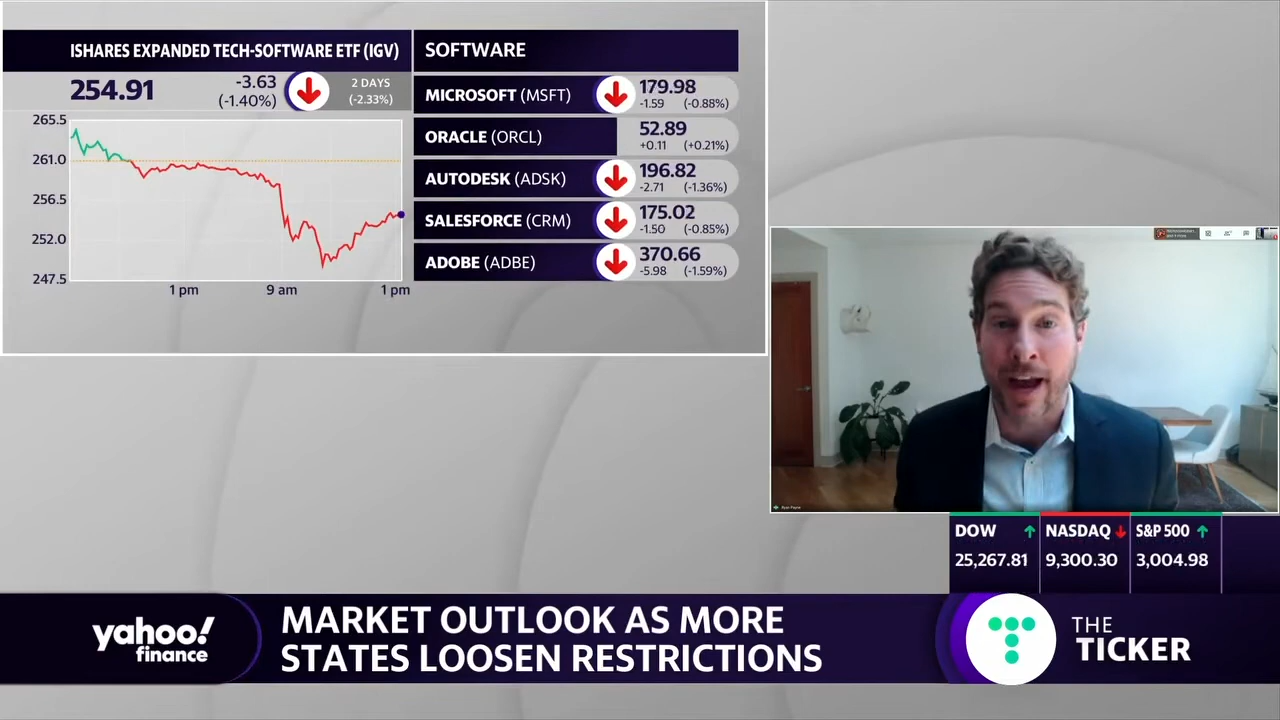 ISHARES EXPANDED TECH-SOFTWARE ETF (IGV)
254.91
-3.63
(-1.40%)
2 DAYS
(-2.33%)
265.5
261.0
256.5
252.0
247.5
1 pm
9 am
1 pm
SOFTWARE
MICROSOFT (MSFT)
179.98
-1.59 (-0.88%)
ORACLE (ORCL)
52.89
+0.11 (+0.21%)
AUTODESK (ADSK)
196.82
-2.71 (-1.36%)
SALESFORCE (CRM)
175.02
-1.50 (-0.85%)
ADOBE (ADBE)
370.66
-5.98 (-1.59%)
Ryan Payne
DOW
25,267.81
NASDAQ
9,300.30
S&P 500
3,004.98
yahoo!
finance
MARKET OUTLOOK AS MORE
STATES LOOSEN RESTRICTIONS
THE
TICKER